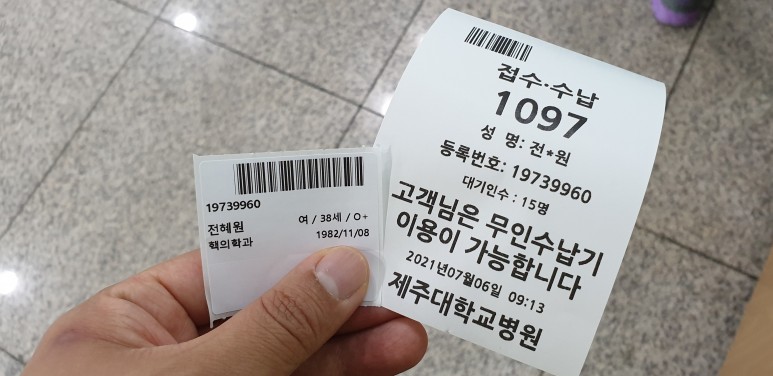 19739960
전혜원
여 / 38세 / O+
핵의학과
1982/11/08
접수·수납
1097
성 명: 전*원
등록번호: 19739960
대기인수 : 15명
고객님은 무인수납기
이용이 가능합니다
2021년07월06일 09:13
제주대학교병원